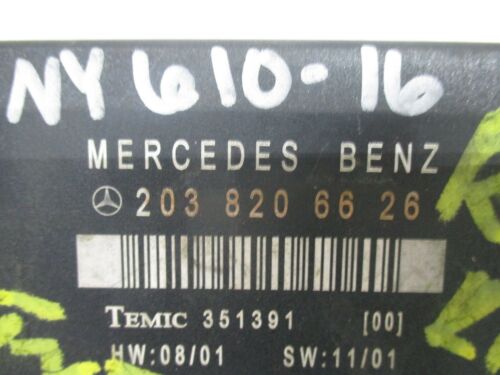 NY 610-16
MERCEDES BENZ
203 820 66 26
TEMIC 351391 [00]
HW:08/01 SW:11/01